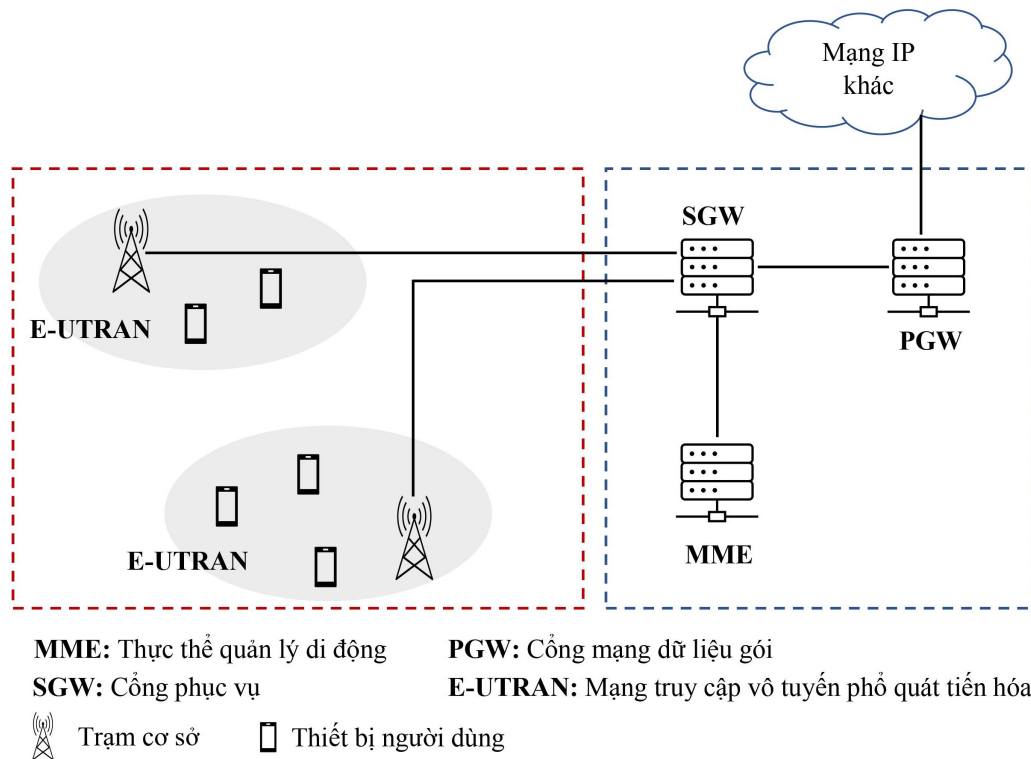 Mạng IP
khác
SGW
E-UTRAN
PGW
E-UTRAN
MME
MME: Thực thể quản lý di động
PGW: Cổng mạng dữ liệu gói
SGW: Cổng phục vụ
E-UTRAN: Mạng truy cập vô tuyến phổ quát tiến hóa
Trạm cơ sở
Thiết bị người dùng